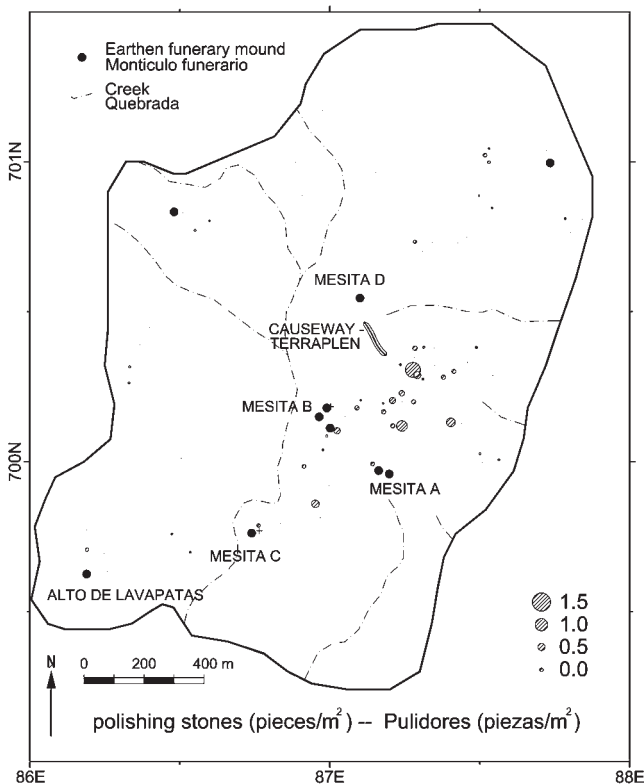 Earthen funerary mound
Monticulo funerario
Creek
Quebrada
701N
MESITA D
CAUSEWAY -
TERRAPLEN
MESITA B
700N
MESITA A
MESITA C
ALTO DE LAVAPATAS
1.5
1.0
0.5
0.0
N
0 200 400 m
polishing stones (pieces/m²) -- Pulidores (piezas/m²)
86E 87E 88E